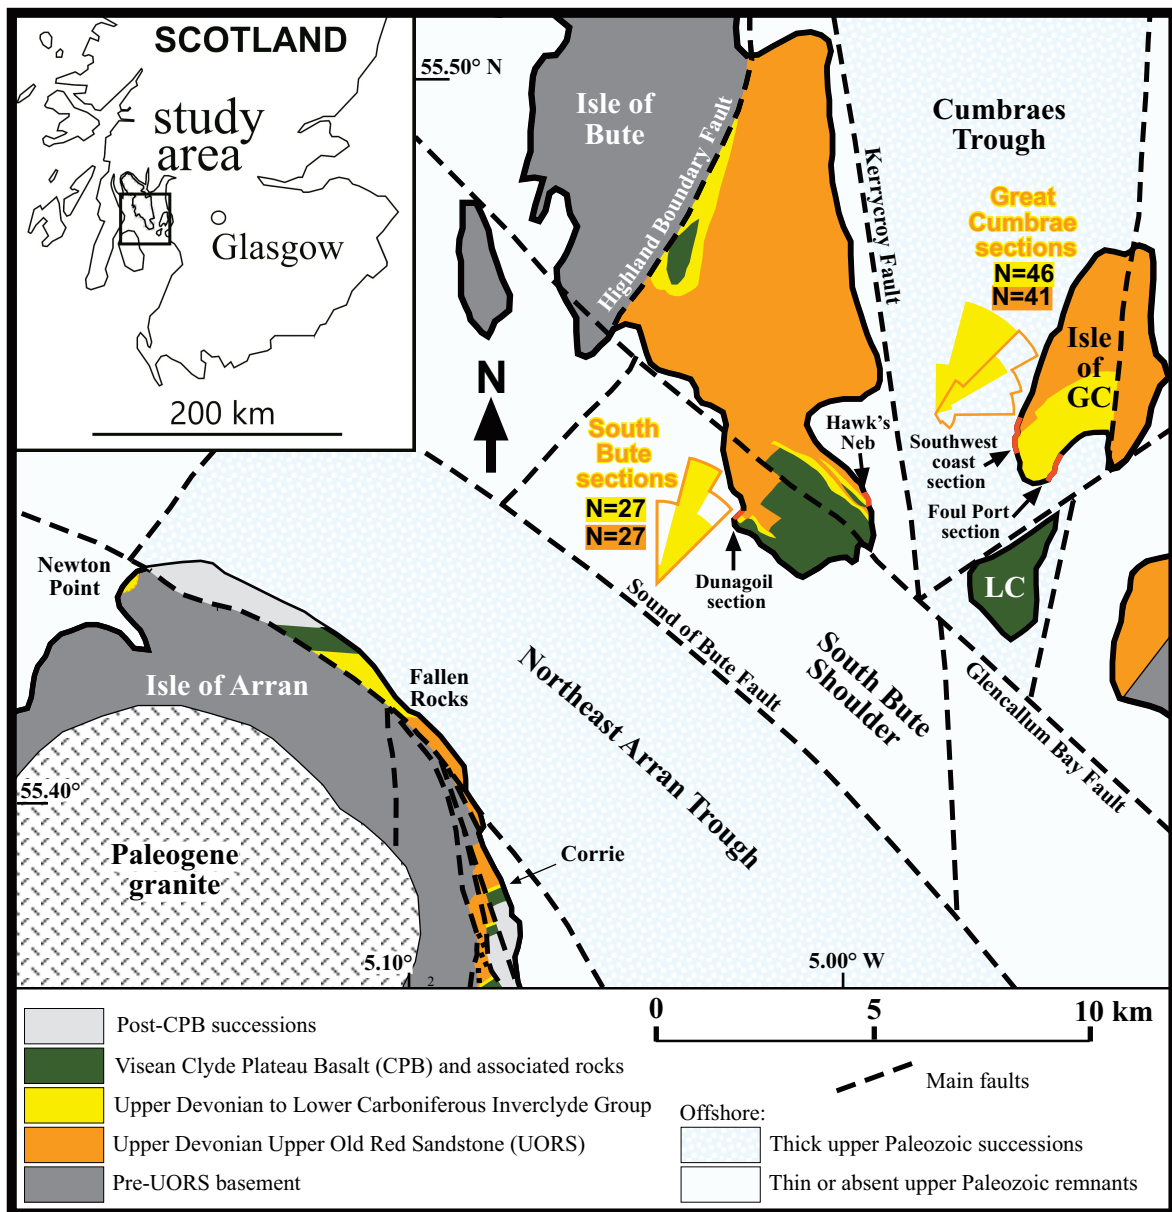 SCOTLAND
study
area
Glasgow
200 km
55.50° N
Isle of
Bute
Highland Boundary Fault
Kerrycroy Fault
Cumbraes
Trough
Great
Cumbrae
sections
N=46
N=41
Isle
of
GC
N
South
Bute
sections
N=27
N=27
Hawk's
Neb
Southwest
coast
section
Foul Port
section
Dunagoil
section
LC
Newton
Point
Isle of Arran
Fallen
Rocks
Sound of Bute Fault
South Bute
Shoulder
Northeast Arran Trough
Glencallum Bay Fault
55.40°
Paleogene
granite
Corrie
5.10°
2
5.00° W
Post-CPB successions
Visean Clyde Plateau Basalt (CPB) and associated rocks
Upper Devonian to Lower Carboniferous Inverclyde Group
Upper Devonian Upper Old Red Sandstone (UORS)
Pre-UORS basement
0
5
10 km
Main faults
Offshore:
Thick upper Paleozoic successions
Thin or absent upper Paleozoic remnants